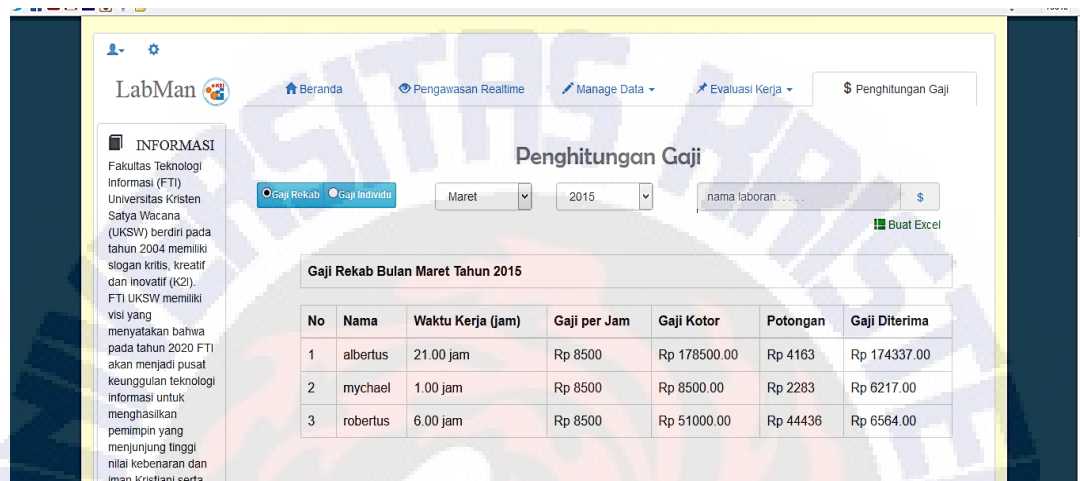 LabMan
Beranda
Pengawasan Realtime
Manage Data
Evaluasi Kerja
$ Penghitungan Gaji
INFORMASI
Fakultas Teknologi
Informasi (FTI)
Universitas Kristen
Satya Wacana
(UKSW) berdiri pada
tahun 2004 memiliki
slogan kritis, kreatif
dan inovatif (K2I).
FTI UKSW memiliki
visi yang
menyatakan bahwa
pada tahun 2020 FTI
akan menjadi pusat
keunggulan teknologi
informasi untuk
menghasilkan
pemimpin yang
menjunjung tinggi
nilai kebenaran dan
iman Kristiani serta
Penghitungan Gaji
Gaji Rekab Gaji Individu
Maret
2015
nama laboran. . . . .
$
Buat Excel
Gaji Rekab Bulan Maret Tahun 2015
No Nama Waktu Kerja (jam) Gaji per Jam Gaji Kotor Potongan Gaji Diterima
1 albertus 21.00 jam Rp 8500 Rp 178500.00 Rp 4163 Rp 174337.00
2 mychael 1.00 jam Rp 8500 Rp 8500.00 Rp 2283 Rp 6217.00
3 robertus 6.00 jam Rp 8500 Rp 51000.00 Rp 44436 Rp 6564.00